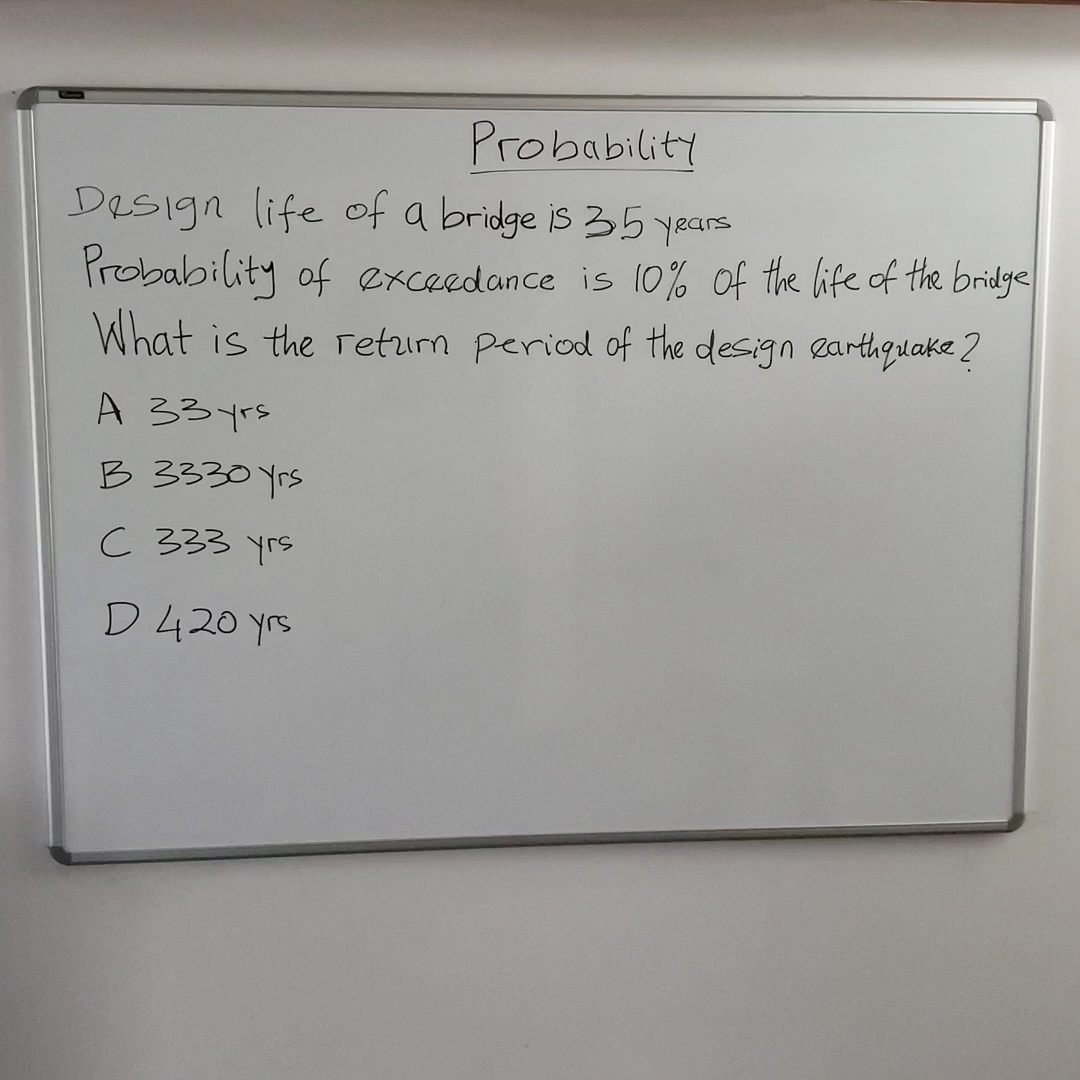 Probability
Design life of a bridge is 35 years
Probability of exceedance is 10% of the life of the bridge
What is the return period of the design earthquake?
A 33 yrs
B 3330 yrs
C 333 yrs
D 420 yrs